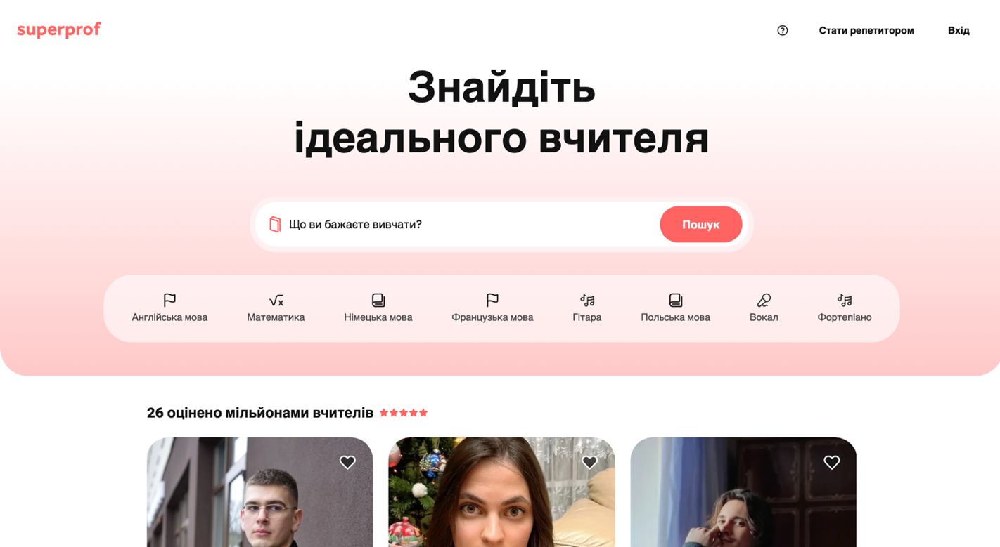 superprof
Стати репетитором
Вхід
Знайдіть
ідеального вчителя
Що ви бажаєте вивчати?
Пошук
Англійська мова
Математика
Німецька мова
Французька мова
Гітара
Польська мова
Вокал
Фортепіано
26 оцінено мільйонами вчителів